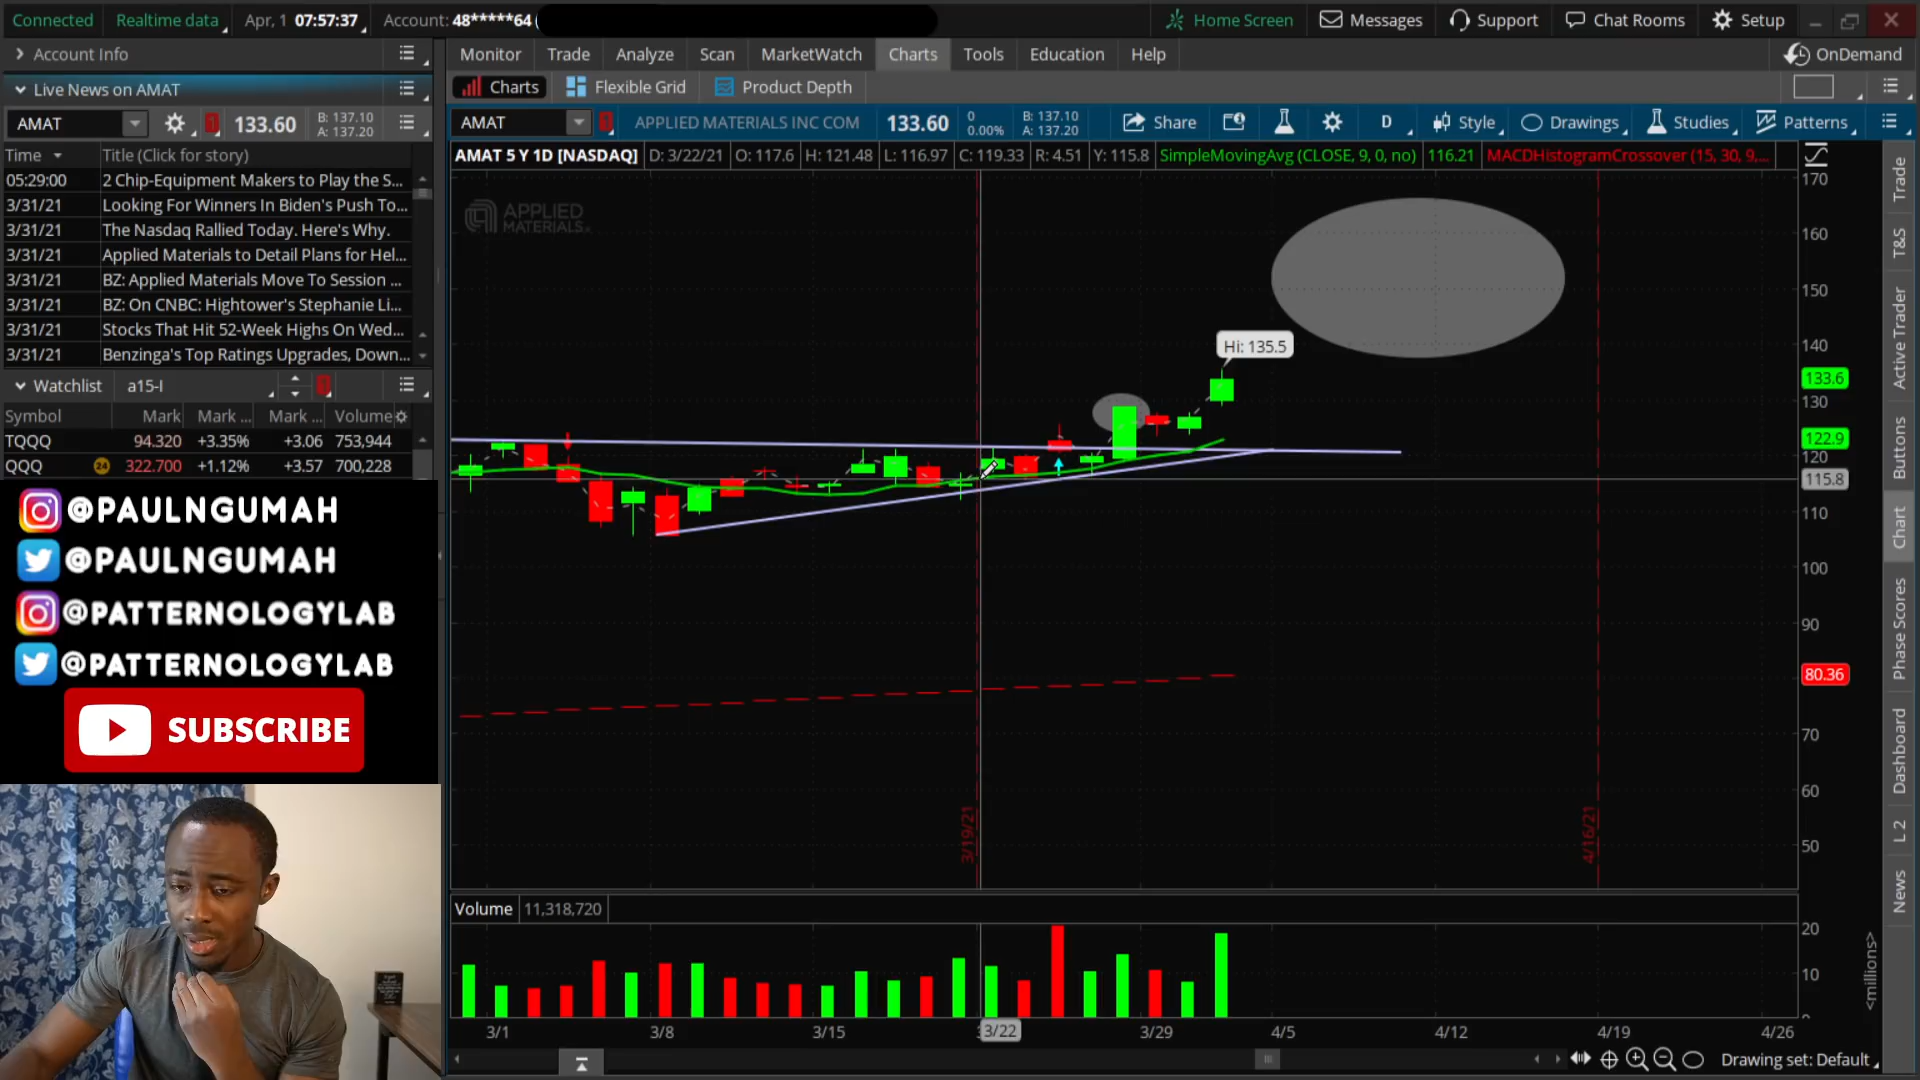 Connected Realtime data Apr, 1 07:57:37 Account: 48*****64 ( Home Screen Messages Support Chat Rooms Setup
Account Info
Monitor Trade Analyze Scan MarketWatch Charts Tools Education Help OnDemand
Live News on AMAT
Charts Flexible Grid Product Depth
AMAT 1 133.60 B: 137.10
A: 137.20
AMAT 1 APPLIED MATERIALS INC COM 133.60 0
0.00% B: 137.10
A: 137.20 Share D Style Drawings Studies Patterns
Time Title (Click for story)
AMAT 5 Y 1D [NASDAQ] D: 3/22/21 O: 117.6 H: 121.48 L: 116.97 C: 119.33 R: 4.51 Y: 115.8 SimpleMovingAvg (CLOSE, 9, 0, no) 116.21 MACDHistogramCrossover (15, 30, 9,...
05:29:00 2 Chip-Equipment Makers to Play the S...
3/31/21 Looking For Winners In Biden's Push To...
3/31/21 The Nasdaq Rallied Today. Here's Why.
3/31/21 Applied Materials to Detail Plans for Hel...
3/31/21 BZ: Applied Materials Move To Session ...
3/31/21 BZ: On CNBC: Hightower's Stephanie Li...
3/31/21 Stocks That Hit 52-Week Highs On Wed...
3/31/21 Benzinga's Top Ratings Upgrades, Down...
Watchlist a15-I
Symbol Mark Mark ... Mark ... Volume
TQQQ 94.320 +3.35% +3.06 753,944
QQQ 24 322.700 +1.12% +3.57 700,228
@PAULNGUMAH
@PAULNGUMAH
@PATTERNOLOGYLAB
@PATTERNOLOGYLAB
SUBSCRIBE
APPLIED
MATERIALS
Hi: 135.5
170
160
150
140
133.6
130
122.9
120
115.8
110
100
90
80.36
70
60
50
3/19/21
4/16/21
Volume 11,318,720
20
10
0
<millions>
3/1 3/8 3/15 3/22 3/29 4/5 4/12 4/19 4/26
Drawing set: Default
Trade
T&S
Active Trader
Buttons
Chart
Phase Scores
Dashboard
L 2
News